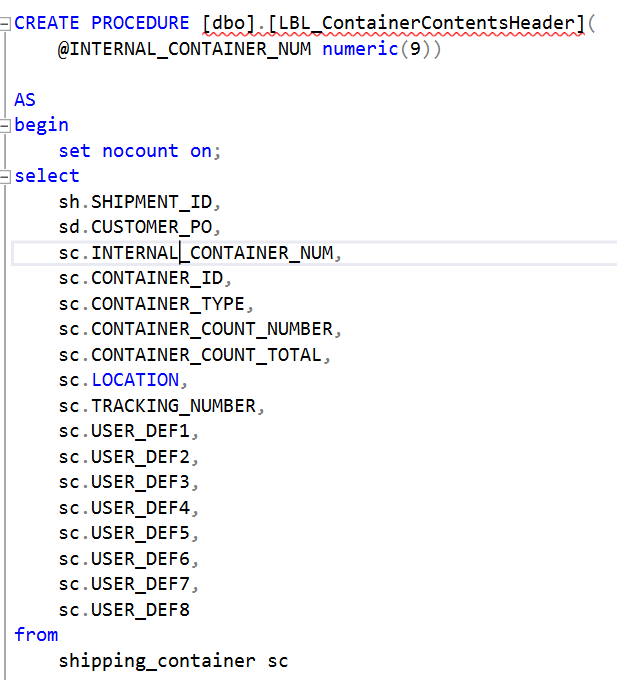 CREATE PROCEDURE [dbo].[LBL_ContainerContentsHeader](
    @INTERNAL_CONTAINER_NUM numeric(9))

AS
begin
    set nocount on;
select
    sh.SHIPMENT_ID,
    sd.CUSTOMER_PO,
    sc.INTERNAL_CONTAINER_NUM,
    sc.CONTAINER_ID,
    sc.CONTAINER_TYPE,
    sc.CONTAINER_COUNT_NUMBER,
    sc.CONTAINER_COUNT_TOTAL,
    sc.LOCATION,
    sc.TRACKING_NUMBER,
    sc.USER_DEF1,
    sc.USER_DEF2,
    sc.USER_DEF3,
    sc.USER_DEF4,
    sc.USER_DEF5,
    sc.USER_DEF6,
    sc.USER_DEF7,
    sc.USER_DEF8
from
    shipping_container sc